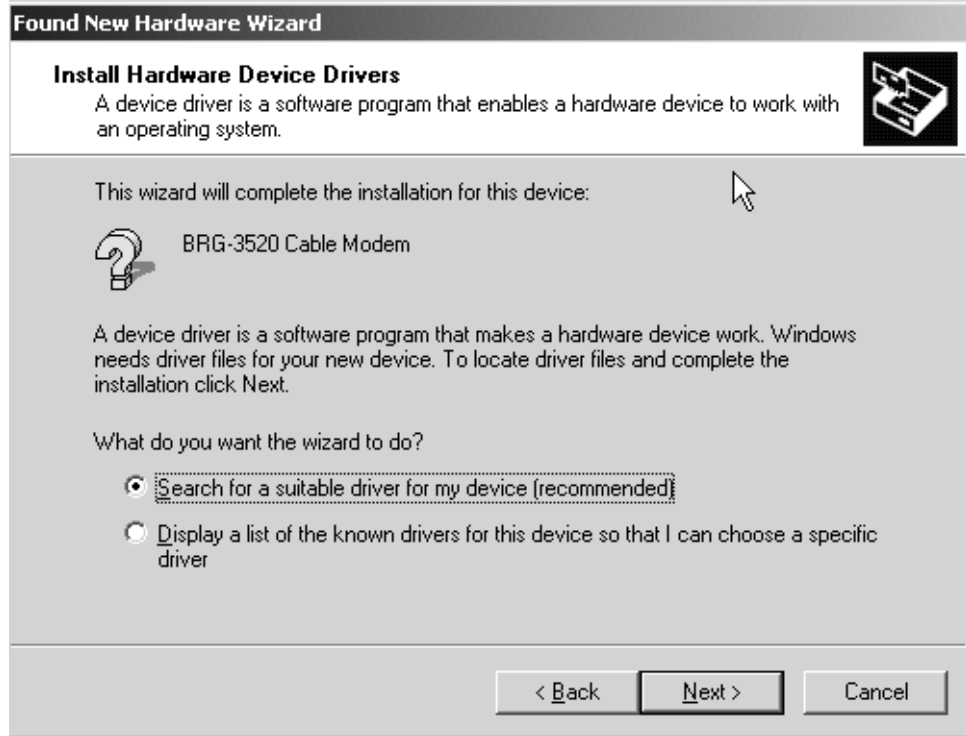 Found New Hardware Wizard
Install Hardware Device Drivers
A device driver is a software program that enables a hardware device to work with
an operating system.
This wizard will complete the installation for this device:
BRG-3520 Cable Modem
A device driver is a software program that makes a hardware device work. Windows
needs driver files for your new device. To locate driver files and complete the
installation click Next.
What do you want the wizard to do?
Search for a suitable driver for my device (recommended)
Display a list of the known drivers for this device so that I can choose a specific
driver
< Back
Next >
Cancel